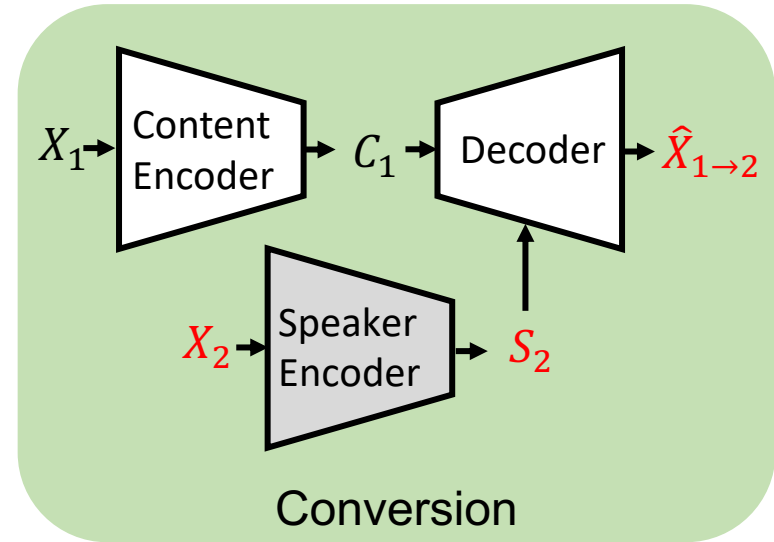 X₁
Content
Encoder
C₁
Decoder
X̂₁→₂
X₂
Speaker
Encoder
S₂
Conversion